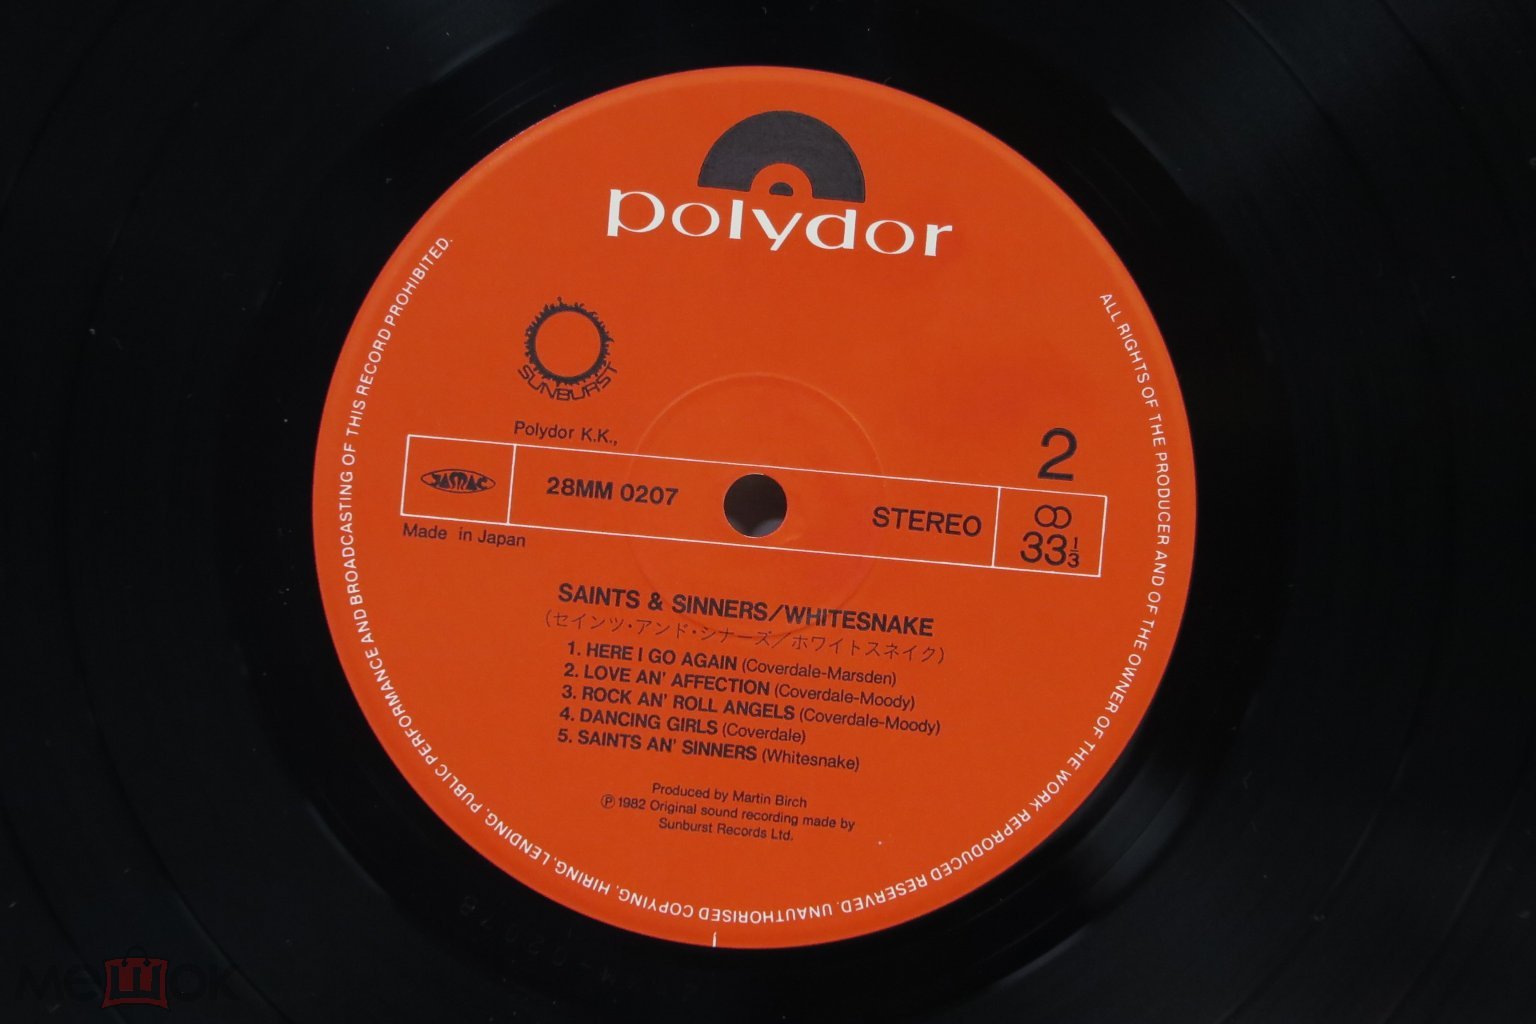 polydor
SUNBURST
Polydor K.K.,
2
JASRAC
28MM 0207
STEREO
33 1/3
Made in Japan
SAINTS & SINNERS/WHITESNAKE
(セインツ・アンド・シナーズ/ホワイトスネイク)
1. HERE I GO AGAIN (Coverdale-Marsden)
2. LOVE AN' AFFECTION (Coverdale-Moody)
3. ROCK AN' ROLL ANGELS (Coverdale-Moody)
4. DANCING GIRLS (Coverdale)
5. SAINTS AN' SINNERS (Whitesnake)
Produced by Martin Birch
Ⓟ 1982 Original sound recording made by
Sunburst Records Ltd.
ALL RIGHTS OF THE PRODUCER AND OF THE OWNER OF THE WORK REPRODUCED RESERVED. UNAUTHORISED COPYING, HIRING, LENDING, PUBLIC PERFORMANCE AND BROADCASTING OF THIS RECORD PROHIBITED.
мешок